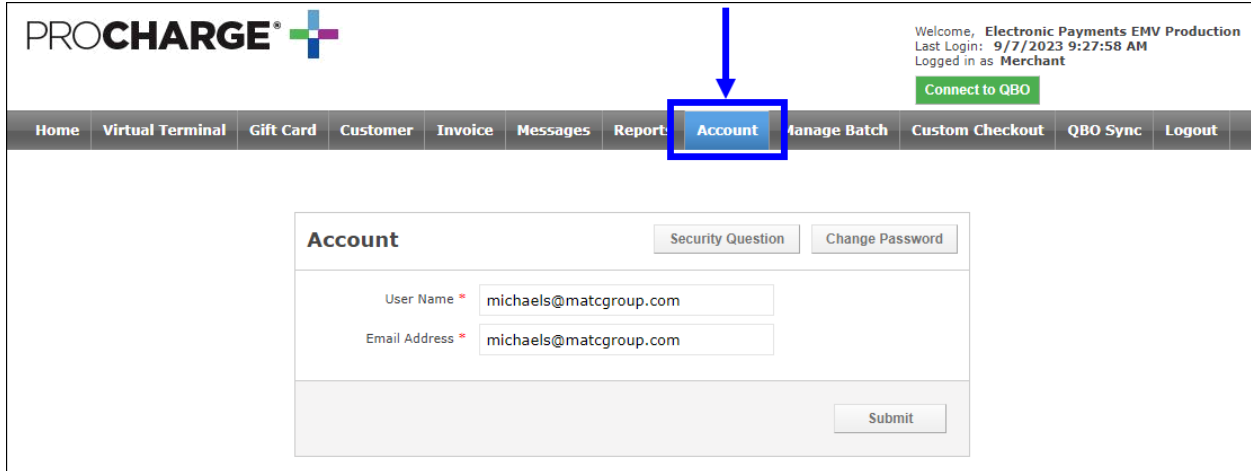 PROCHARGE®
Welcome, Electronic Payments EMV Production
Last Login: 9/7/2023 9:27:58 AM
Logged in as Merchant
Connect to QBO
Home Virtual Terminal Gift Card Customer Invoice Messages Reports Account Manage Batch Custom Checkout QBO Sync Logout
Account Security Question Change Password
User Name * michaels@matcgroup.com
Email Address * michaels@matcgroup.com
Submit